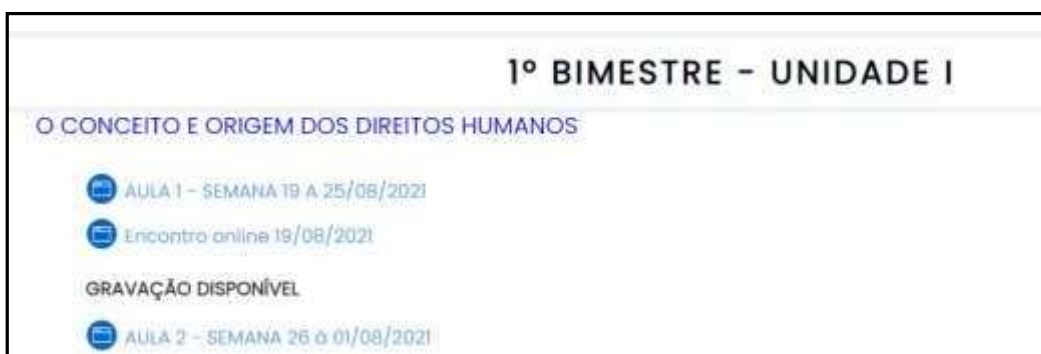 1º BIMESTRE - UNIDADE I
O CONCEITO E ORIGEM DOS DIREITOS HUMANOS
AULA 1 - SEMANA 19 A 25/08/2021
Encontro online 19/08/2021
GRAVAÇÃO DISPONÍVEL
AULA 2 - SEMANA 26 á 01/08/2021